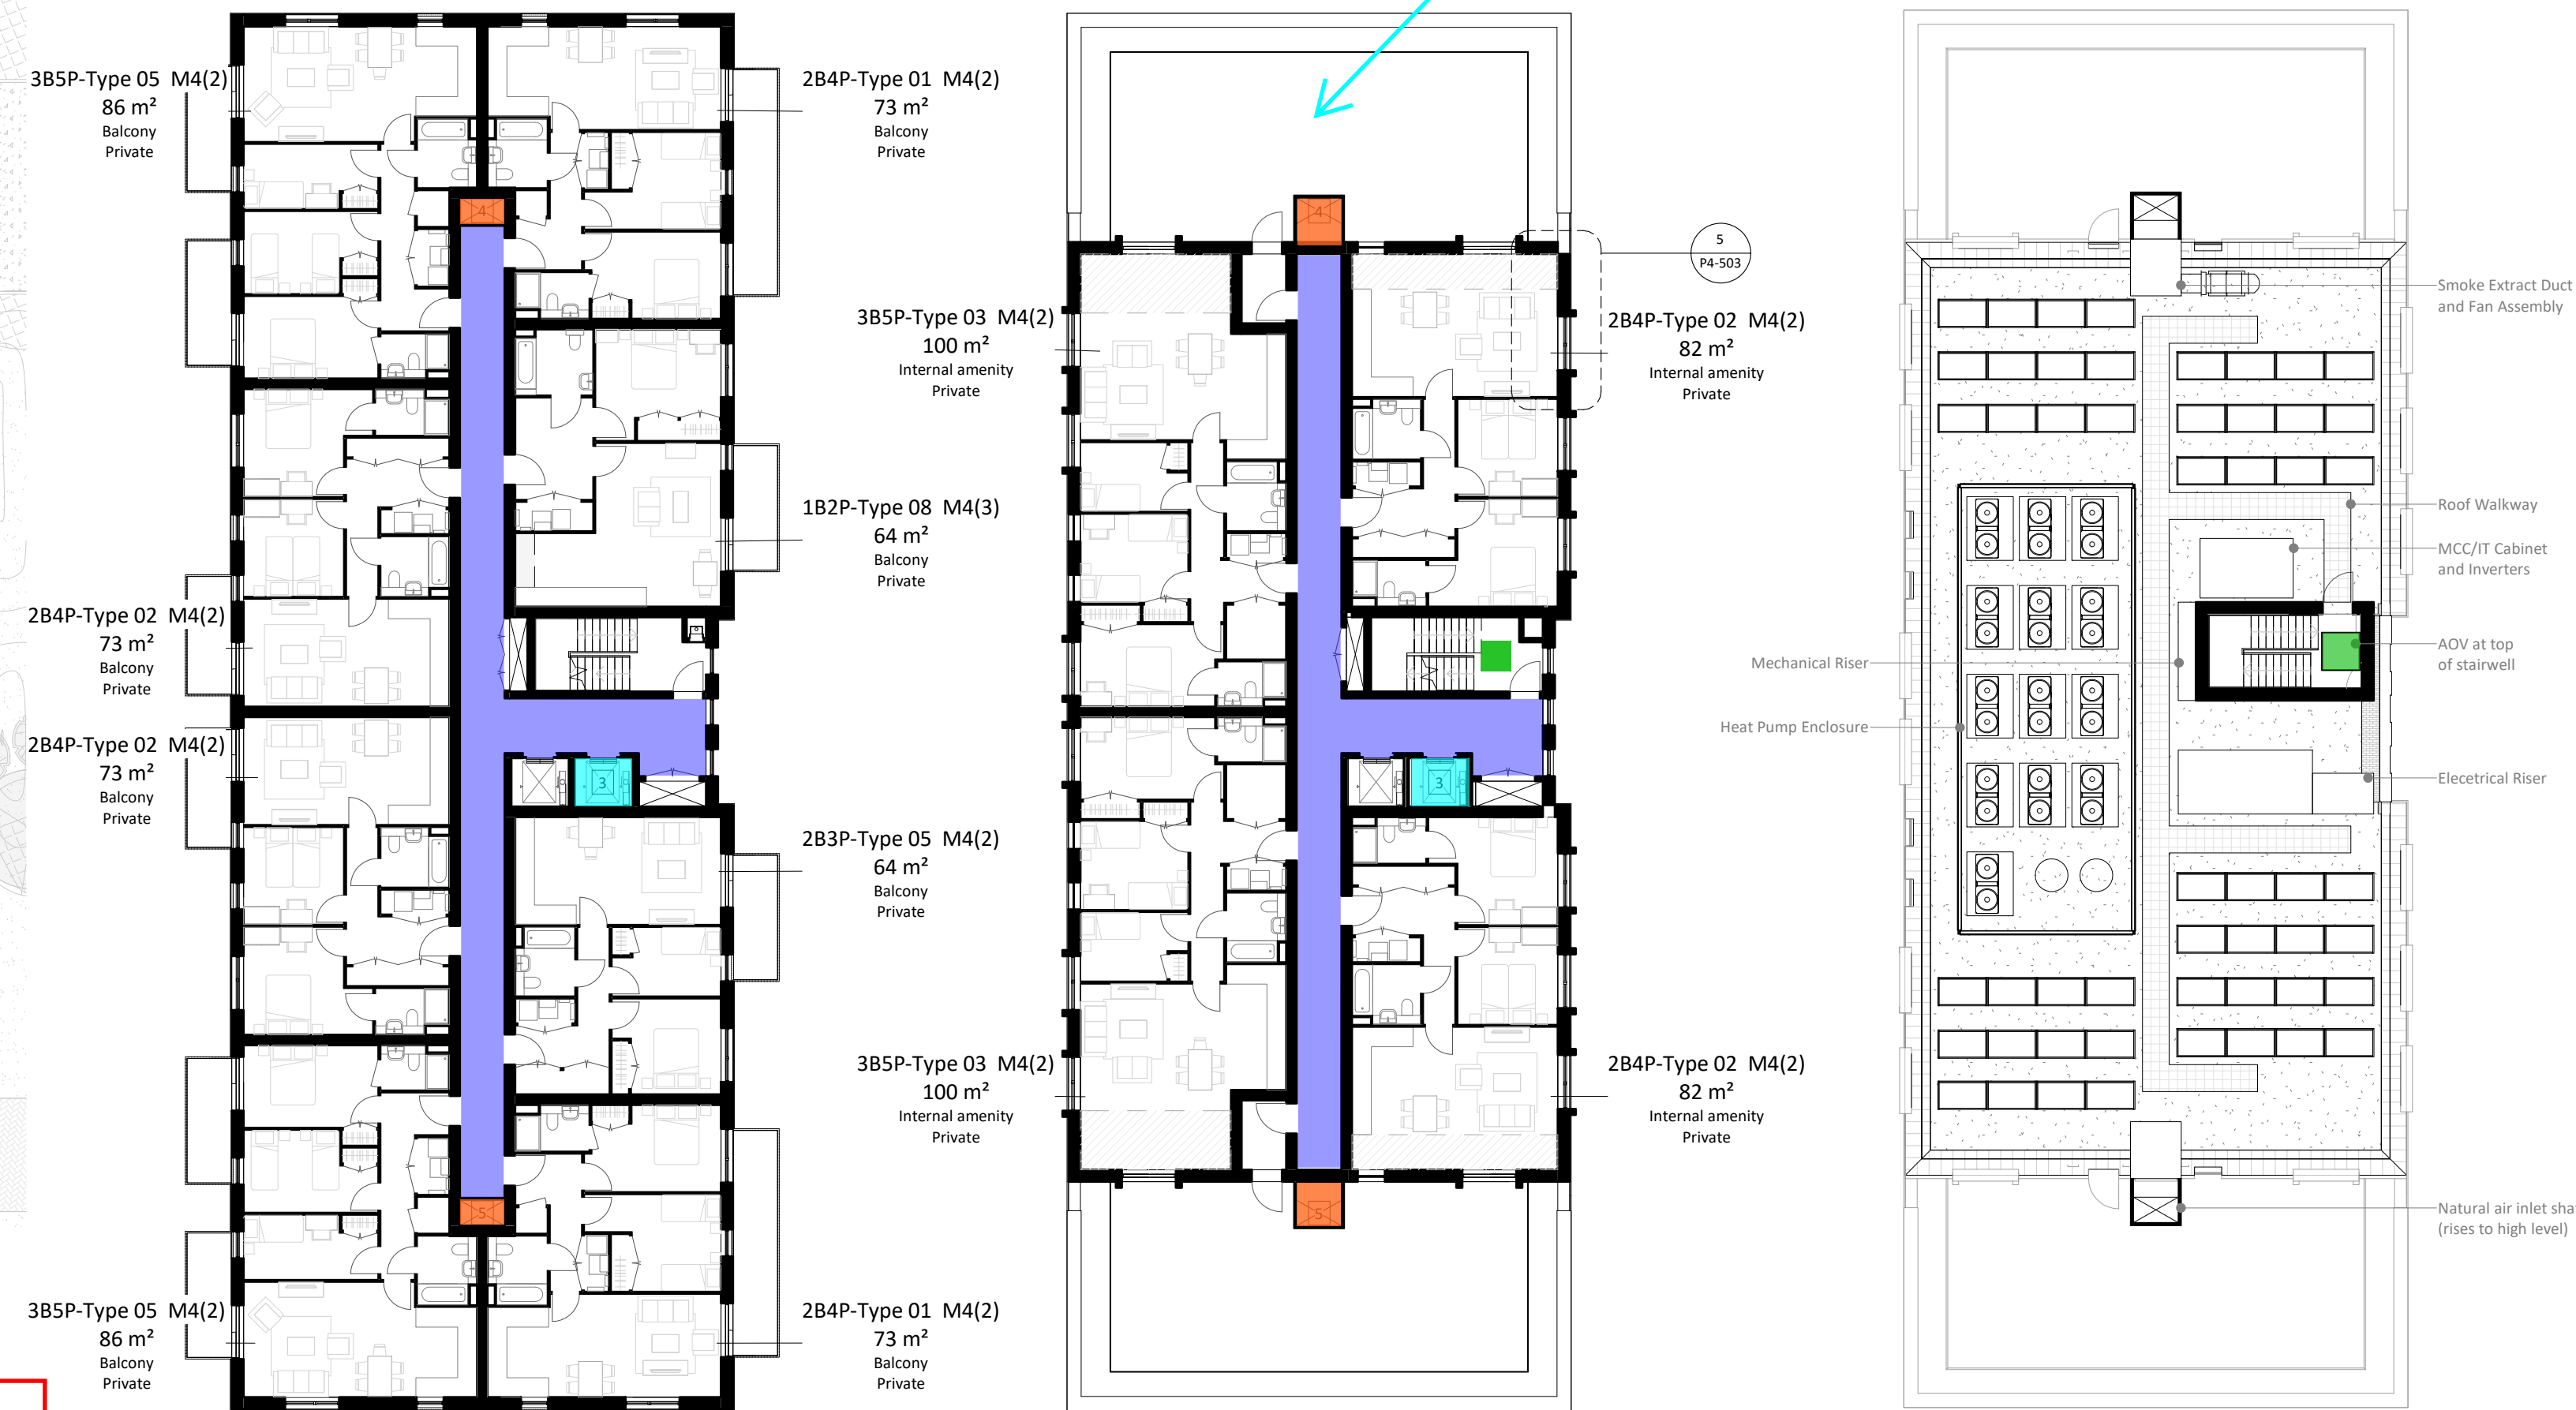 3B5P-Type 05 M4(2)
86 m²
Balcony
Private
2B4P-Type 01 M4(2)
73 m²
Balcony
Private
4
1B2P-Type 08 M4(3)
64 m²
Balcony
Private
2B4P-Type 02 M4(2)
73 m²
Balcony
Private
2B4P-Type 02 M4(2)
73 m²
Balcony
Private
3
2B3P-Type 05 M4(2)
64 m²
Balcony
Private
5
3B5P-Type 05 M4(2)
86 m²
Balcony
Private
2B4P-Type 01 M4(2)
73 m²
Balcony
Private
4
5
P4-503
3B5P-Type 03 M4(2)
100 m²
Internal amenity
Private
2B4P-Type 02 M4(2)
82 m²
Internal amenity
Private
3
3B5P-Type 03 M4(2)
100 m²
Internal amenity
Private
2B4P-Type 02 M4(2)
82 m²
Internal amenity
Private
5
Smoke Extract Duct
and Fan Assembly
Roof Walkway
MCC/IT Cabinet
and Inverters
AOV at top
of stairwell
Mechanical Riser
Heat Pump Enclosure
Elecetrical Riser
Natural air inlet sha
(rises to high level)